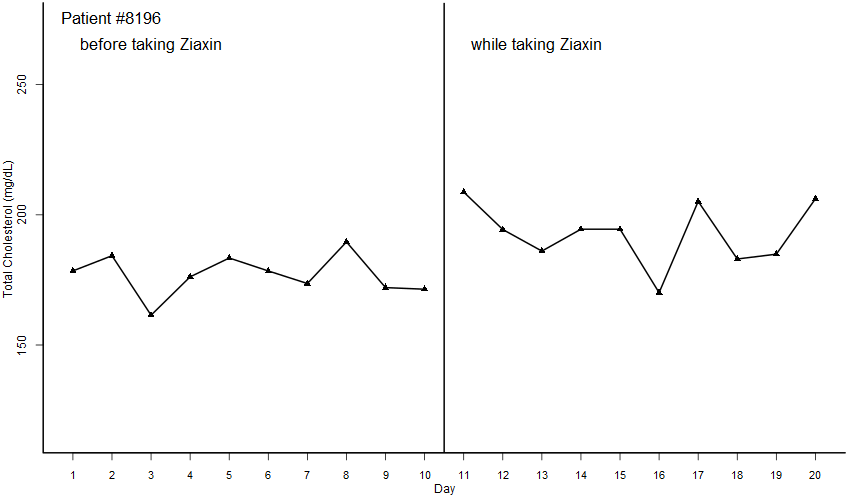 Patient #8196
before taking Ziaxin
while taking Ziaxin
Total Cholesterol (mg/dL)
250
200
150
1 2 3 4 5 6 7 8 9 10 11 12 13 14 15 16 17 18 19 20
Day